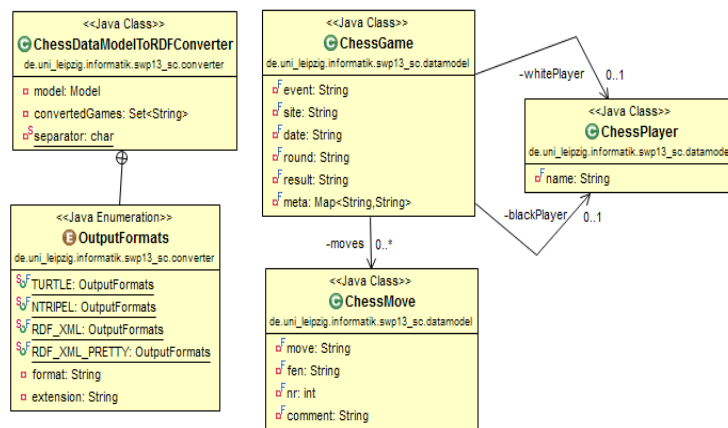 <<Java Class>>
C ChessDataModelToRDFConverter
de.uni_leipzig.informatik.swp13_sc.converter
model: Model
convertedGames: Set<String>
S separator: char
<<Java Enumeration>>
E OutputFormats
de.uni_leipzig.informatik.swp13_sc.converter
S F TURTLE: OutputFormats
S F NTRIPEL: OutputFormats
S F RDF_XML: OutputFormats
S F RDF_XML_PRETTY: OutputFormats
format: String
extension: String
<<Java Class>>
C ChessGame
de.uni_leipzig.informatik.swp13_sc.datamodel
F event: String
F site: String
F date: String
F round: String
F result: String
F meta: Map<String,String>
-whitePlayer 0..1
<<Java Class>>
C ChessPlayer
de.uni_leipzig.informatik.swp13_sc.datamodel
F name: String
-blackPlayer 0..1
-moves 0..*
<<Java Class>>
C ChessMove
de.uni_leipzig.informatik.swp13_sc.datamodel
F move: String
F fen: String
F nr: int
F comment: String